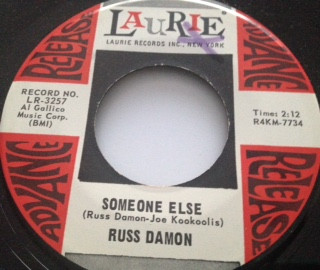 LAURIE
LAURIE RECORDS INC., NEW YORK
ADVANCE
RELEASE
RECORD NO.
LR-3257
Al Gallico
Music Corp.
(BMI)
Time: 2:12
R4KM-7734
ADVANCE
RELEASE
SOMEONE ELSE
(Russ Damon-Joe Kookoolis)
RUSS DAMON